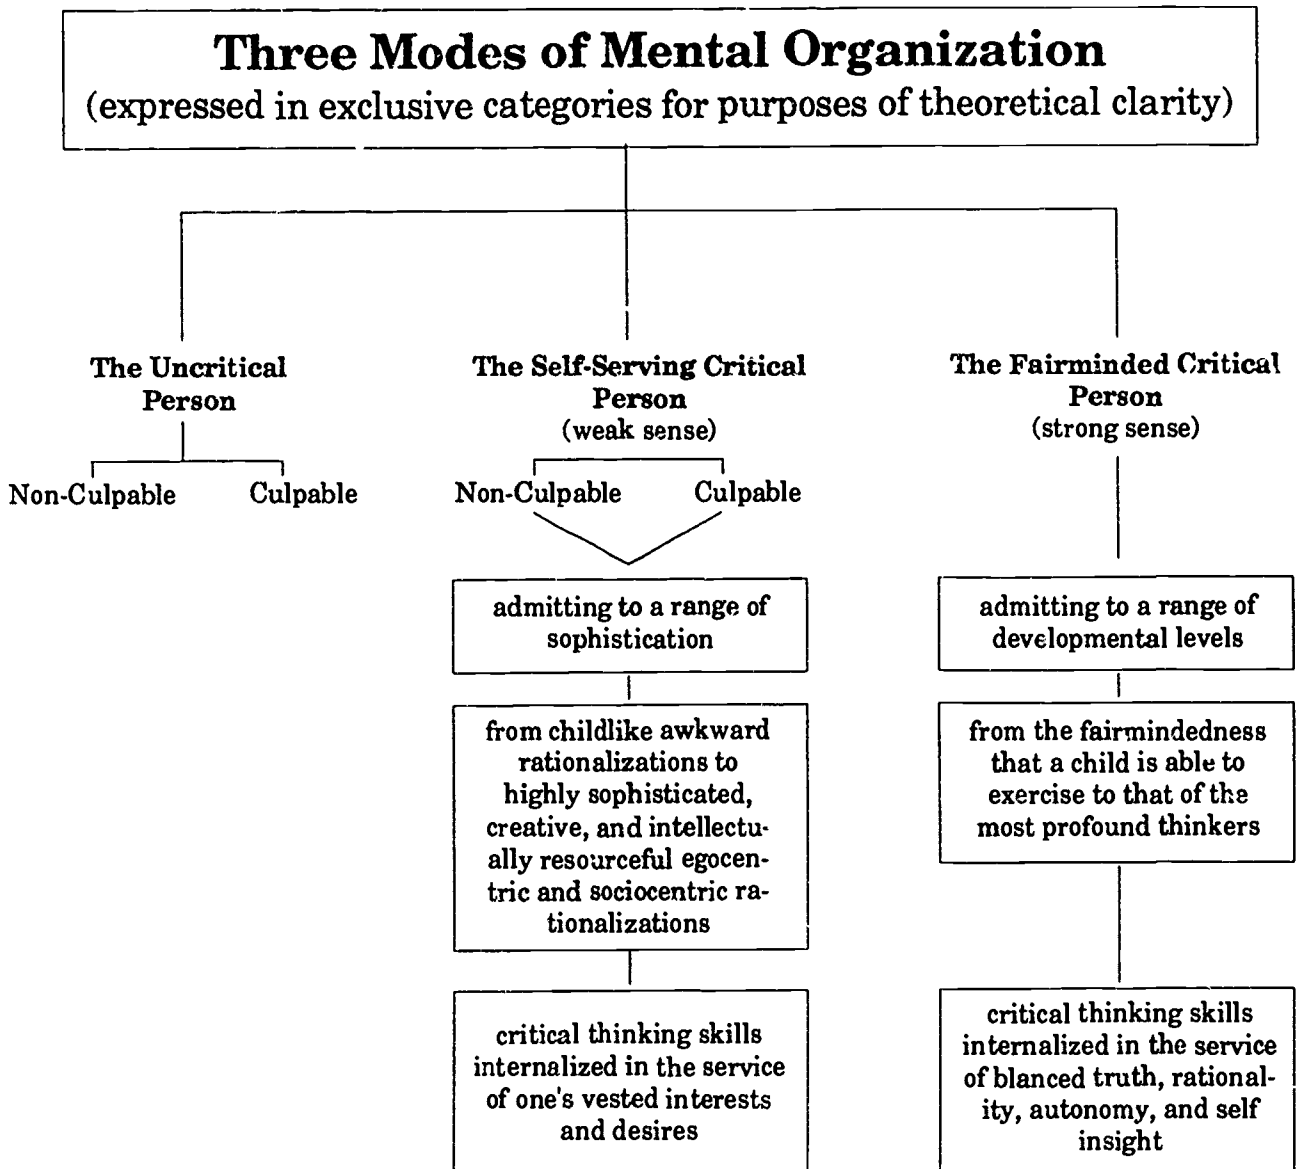 Three Modes of Mental Organization
(expressed in exclusive categories for purposes of theoretical clarity)
The Uncritical
Person
Non-Culpable
Culpable
The Self-Serving Critical
Person
(weak sense)
Non-Culpable
Culpable
admitting to a range of
sophistication
from childlike awkward
rationalizations to
highly sophisticated,
creative, and intellectu-
ally resourceful egocen-
tric and sociocentric ra-
tionalizations
critical thinking skills
internalized in the service
of one's vested interests
and desires
The Fairminded Critical
Person
(strong sense)
admitting to a range of
developmental levels
from the fairmindedness
that a child is able to
exercise to that of the
most profound thinkers
critical thinking skills
internalized in the service
of blanced truth, rational-
ity, autonomy, and self
insight